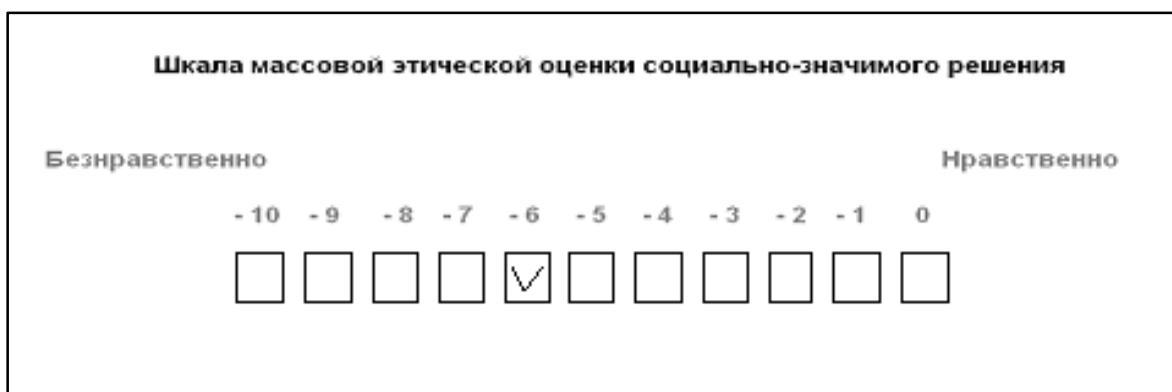 Шкала массовой этической оценки социально-значимого решения
Безнравственно Нравственно
- 10 - 9 - 8 - 7 - 6 - 5 - 4 - 3 - 2 - 1 0